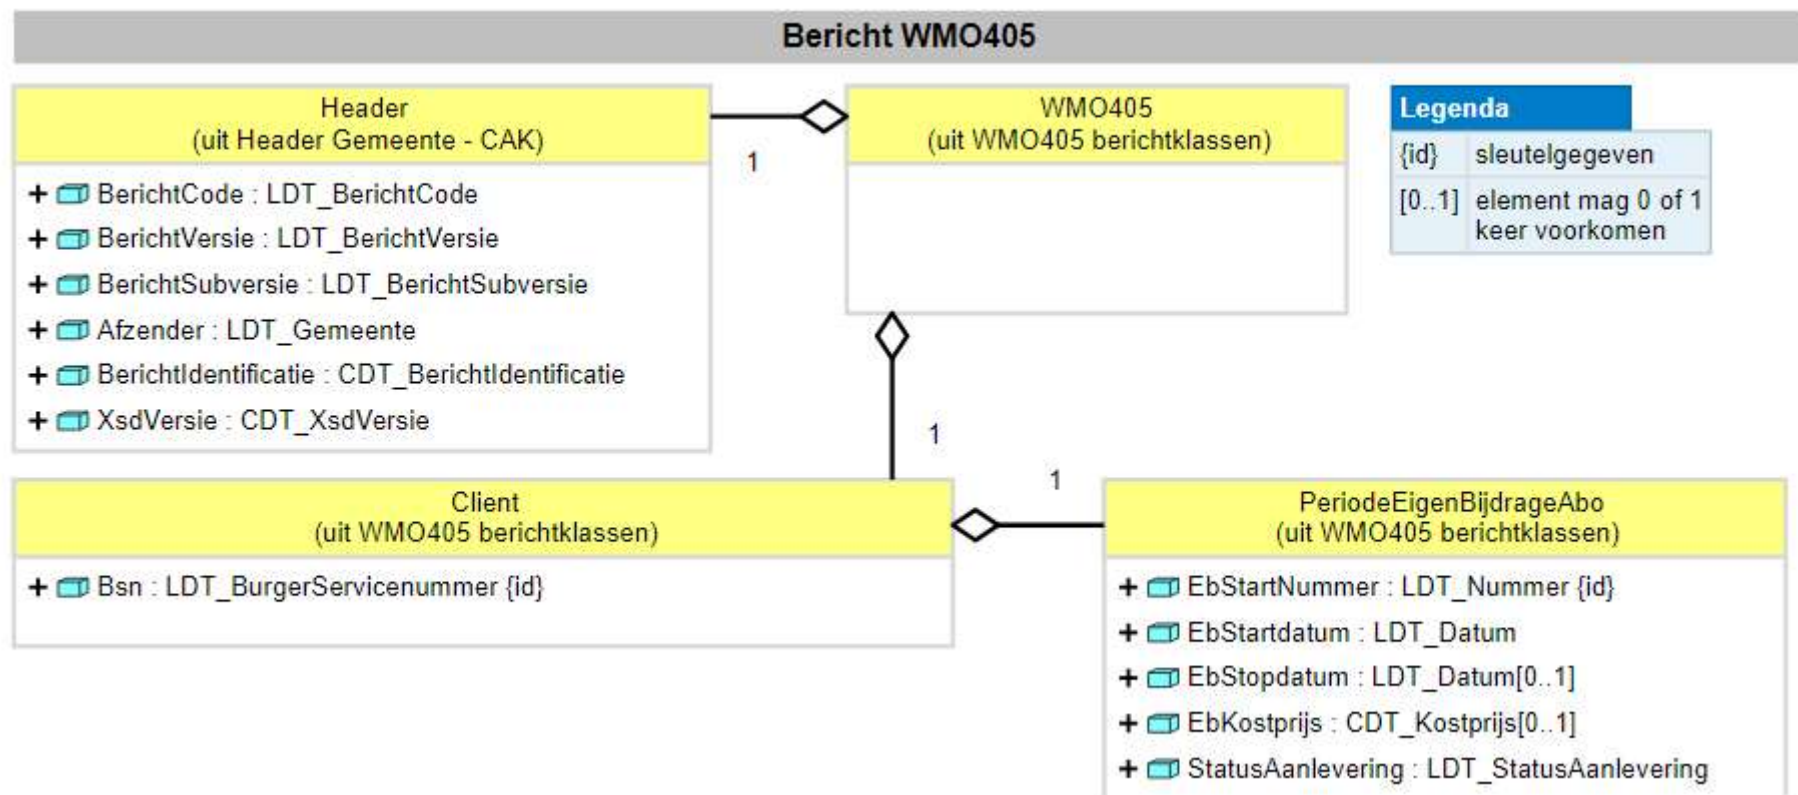 Bericht WMO405
Header
(uit Header Gemeente - CAK)
+ BerichtCode : LDT_BerichtCode
+ BerichtVersie : LDT_BerichtVersie
+ BerichtSubversie : LDT_BerichtSubversie
+ Afzender : LDT_Gemeente
+ BerichtIdentificatie : CDT_BerichtIdentificatie
+ XsdVersie : CDT_XsdVersie
1
WMO405
(uit WMO405 berichtklassen)
Legenda
{id} sleutelgegeven
[0..1] element mag 0 of 1
keer voorkomen
1
Client
(uit WMO405 berichtklassen)
+ Bsn : LDT_BurgerServicenummer {id}
1
PeriodeEigenBijdrageAbo
(uit WMO405 berichtklassen)
+ EbStartNummer : LDT_Nummer {id}
+ EbStartdatum : LDT_Datum
+ EbStopdatum : LDT_Datum[0..1]
+ EbKostprijs : CDT_Kostprijs[0..1]
+ StatusAanlevering : LDT_StatusAanlevering